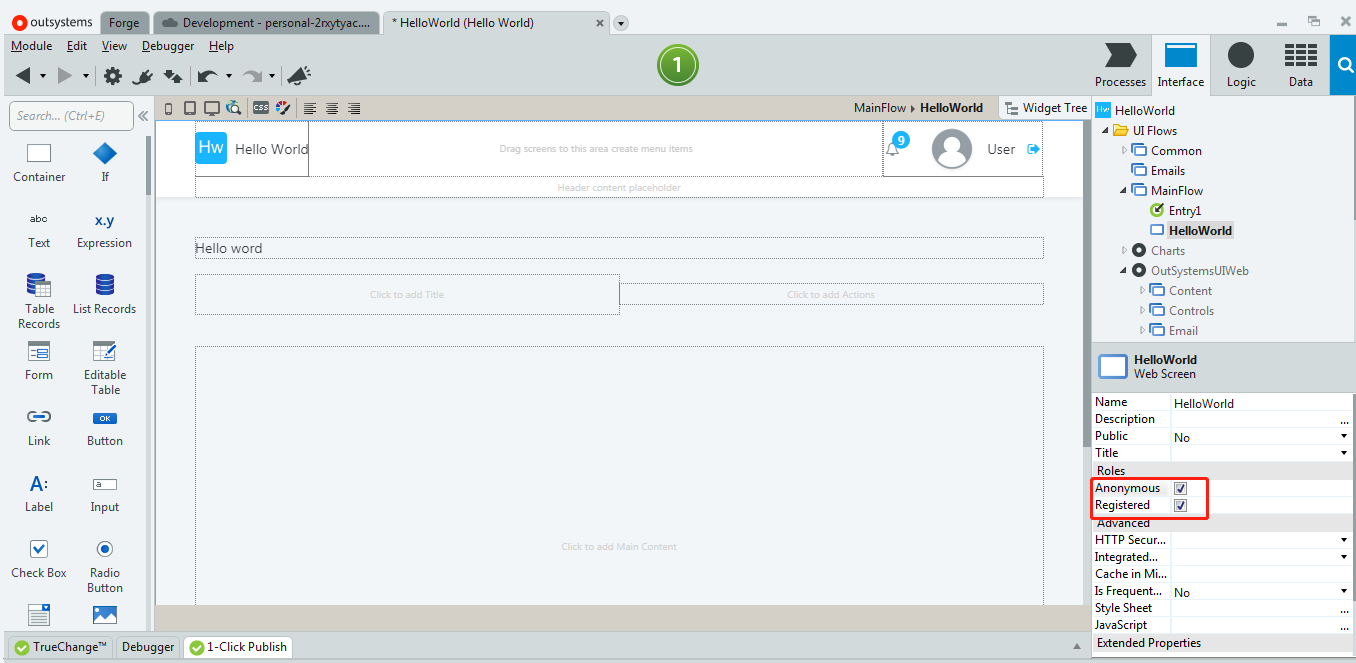 outsystems
Forge
Development - personal-2rxytyac....
* HelloWorld (Hello World)
Module Edit View Debugger Help
1
Processes
Interface
Logic
Data
Search... (Ctrl+E)
CSS
MainFlow HelloWorld
Widget Tree
Container
If
abc
Text
x.y
Expression
Table Records
List Records
Form
Editable Table
Link
OK
Button
A:
Label
a
Input
Check Box
Radio Button
Hw
Hello World
Drag screens to this area create menu items
9
User
Header content placeholder
Hello word
Click to add Title
Click to add Actions
Click to add Main Content
Hw HelloWorld
UI Flows
Common
Emails
MainFlow
Entry1
HelloWorld
Charts
OutSystemsUIWeb
Content
Controls
Email
HelloWorld
Web Screen
Name HelloWorld
Description ...
Public No
Title
Roles
Anonymous
Registered
Advanced
HTTP Secur...
Integrated...
Cache in Mi...
Is Frequent... No
Style Sheet ...
JavaScript ...
Extended Properties
TrueChange™
Debugger
1-Click Publish